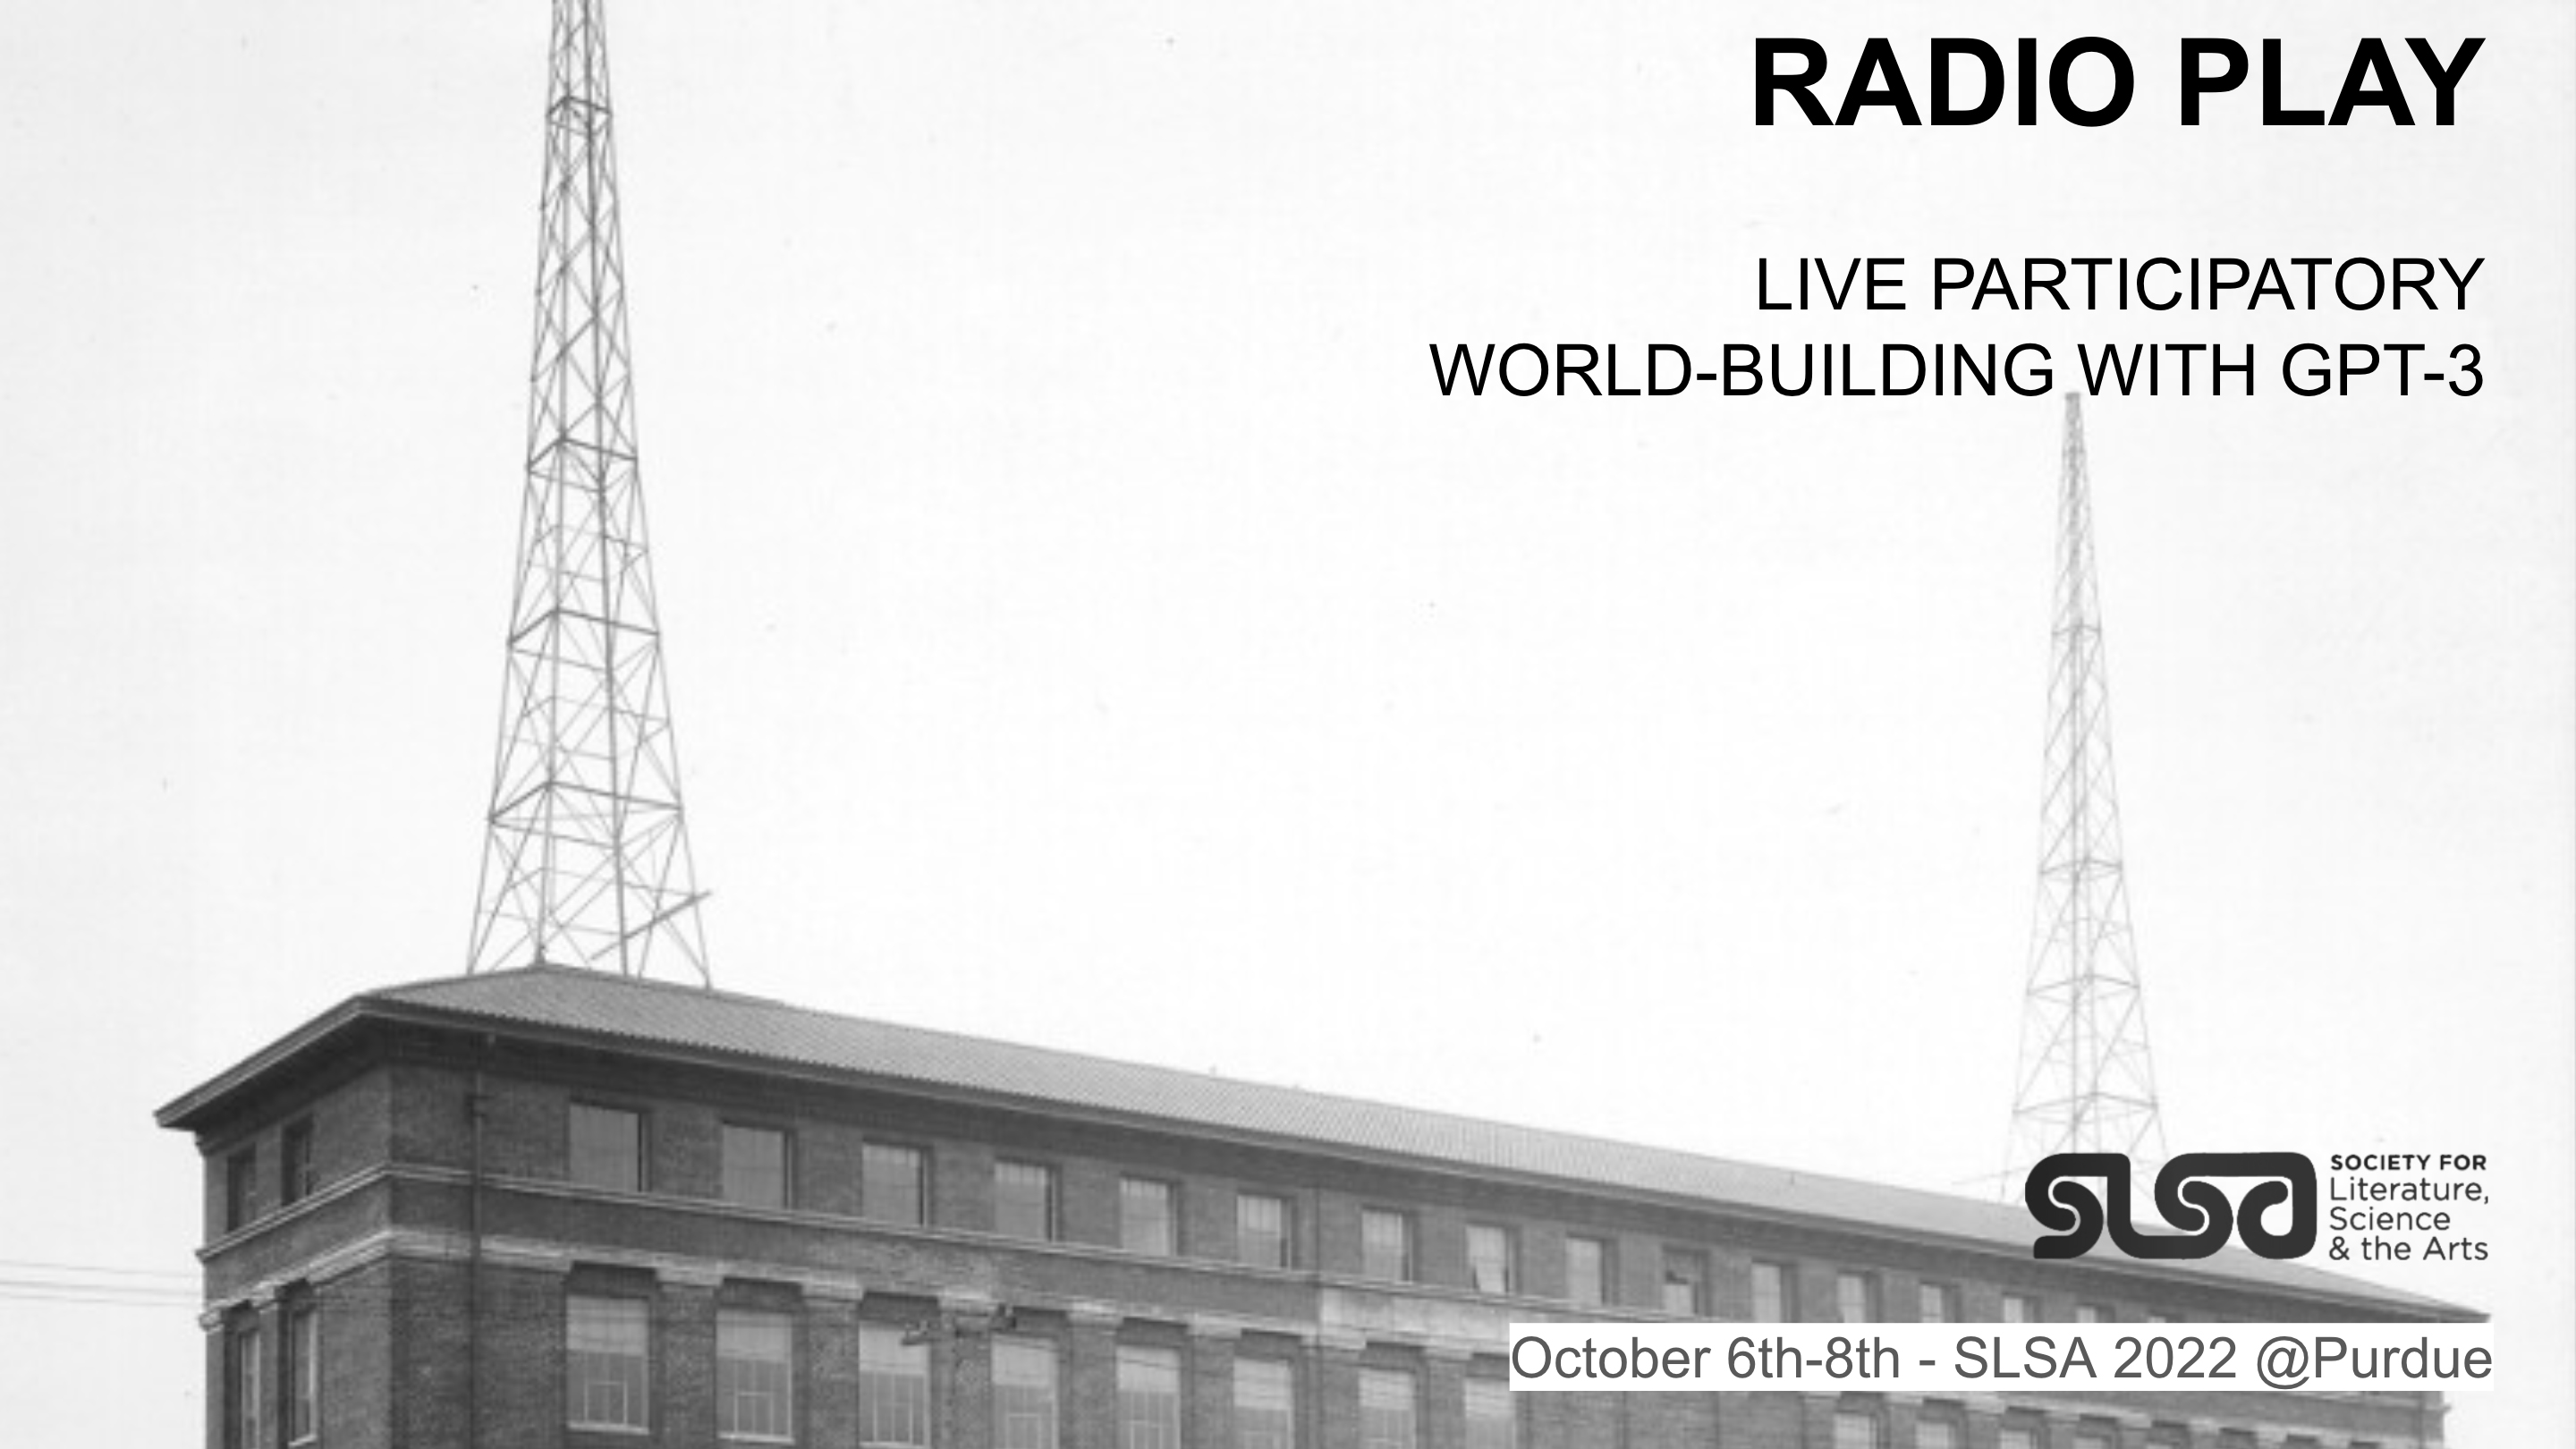 RADIO PLAY
LIVE PARTICIPATORY
WORLD-BUILDING WITH GPT-3
slsa
SOCIETY FOR
Literature,
Science
& the Arts
October 6th-8th - SLSA 2022 @Purdue